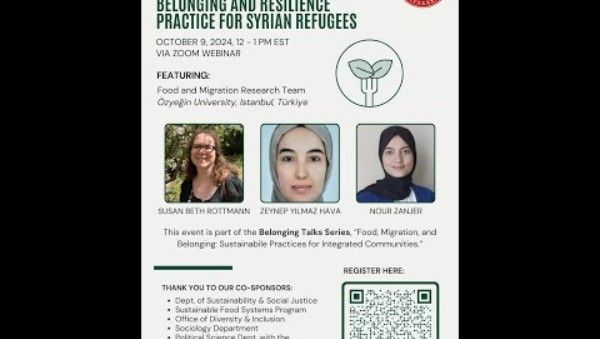 BELONGING AND RESILIENCE
PRACTICE FOR SYRIAN REFUGEES
OCTOBER 9, 2024, 12 - 1 PM EST
VIA ZOOM WEBINAR
FEATURING:
Food and Migration Research Team
Özyeğin University, Istanbul, Türkiye
SUSAN BETH ROTTMANN
ZEYNEP YILMAZ HAVA
NOUR ZANJER
This event is part of the Belonging Talks Series, "Food, Migration, and
Belonging: Sustainabile Practices for Integrated Communities."
REGISTER HERE:
THANK YOU TO OUR CO-SPONSORS:
• Dept. of Sustainability & Social Justice
• Sustainable Food Systems Program
• Office of Diversity & Inclusion
• Sociology Department
• Political Science Dept. with the